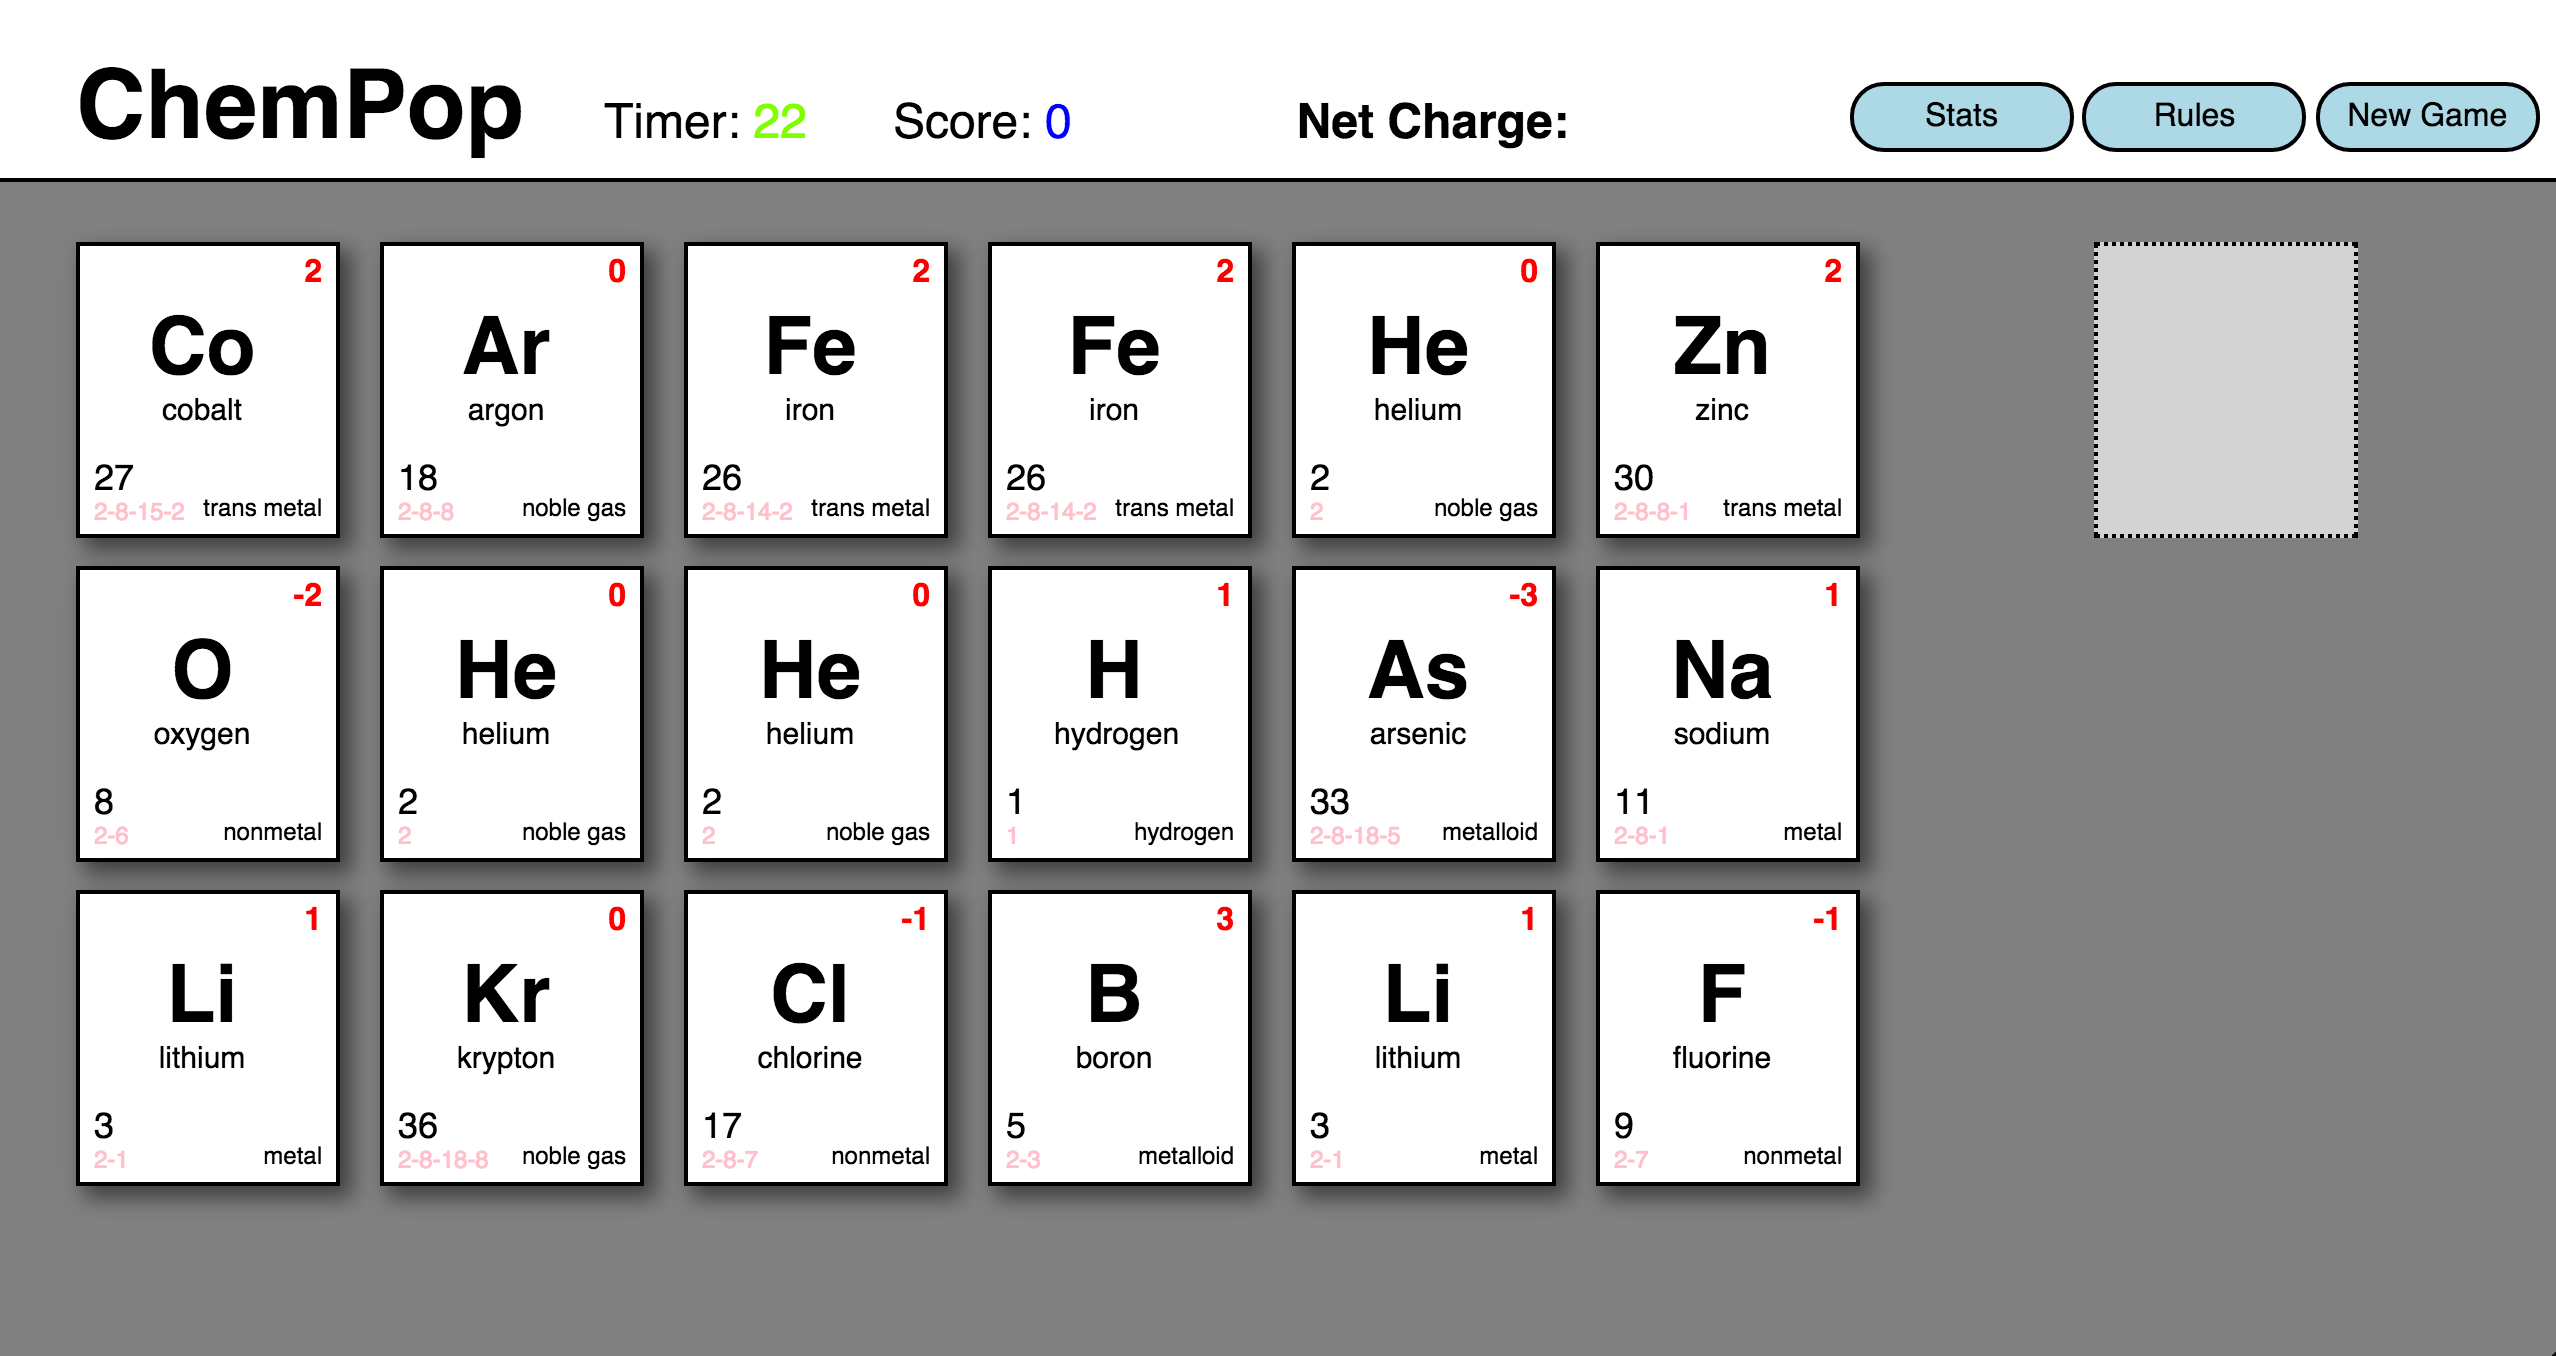 ChemPop Timer: 22 Score: 0 Net Charge: Stats Rules New Game
2 0 2 2 0 2
Co Ar Fe Fe He Zn
cobalt argon iron iron helium zinc
27 18 26 26 2 30
2-8-15-2 trans metal 2-8-8 noble gas 2-8-14-2 trans metal 2-8-14-2 trans metal 2 noble gas 2-8-8-1 trans metal
-2 0 0 1 -3 1
O He He H As Na
oxygen helium helium hydrogen arsenic sodium
8 2 2 1 33 11
2-6 nonmetal 2 noble gas 2 noble gas 1 hydrogen 2-8-18-5 metalloid 2-8-1 metal
1 0 -1 3 1 -1
Li Kr Cl B Li F
lithium krypton chlorine boron lithium fluorine
3 36 17 5 3 9
2-1 metal 2-8-18-8 noble gas 2-8-7 nonmetal 2-3 metalloid 2-1 metal 2-7 nonmetal